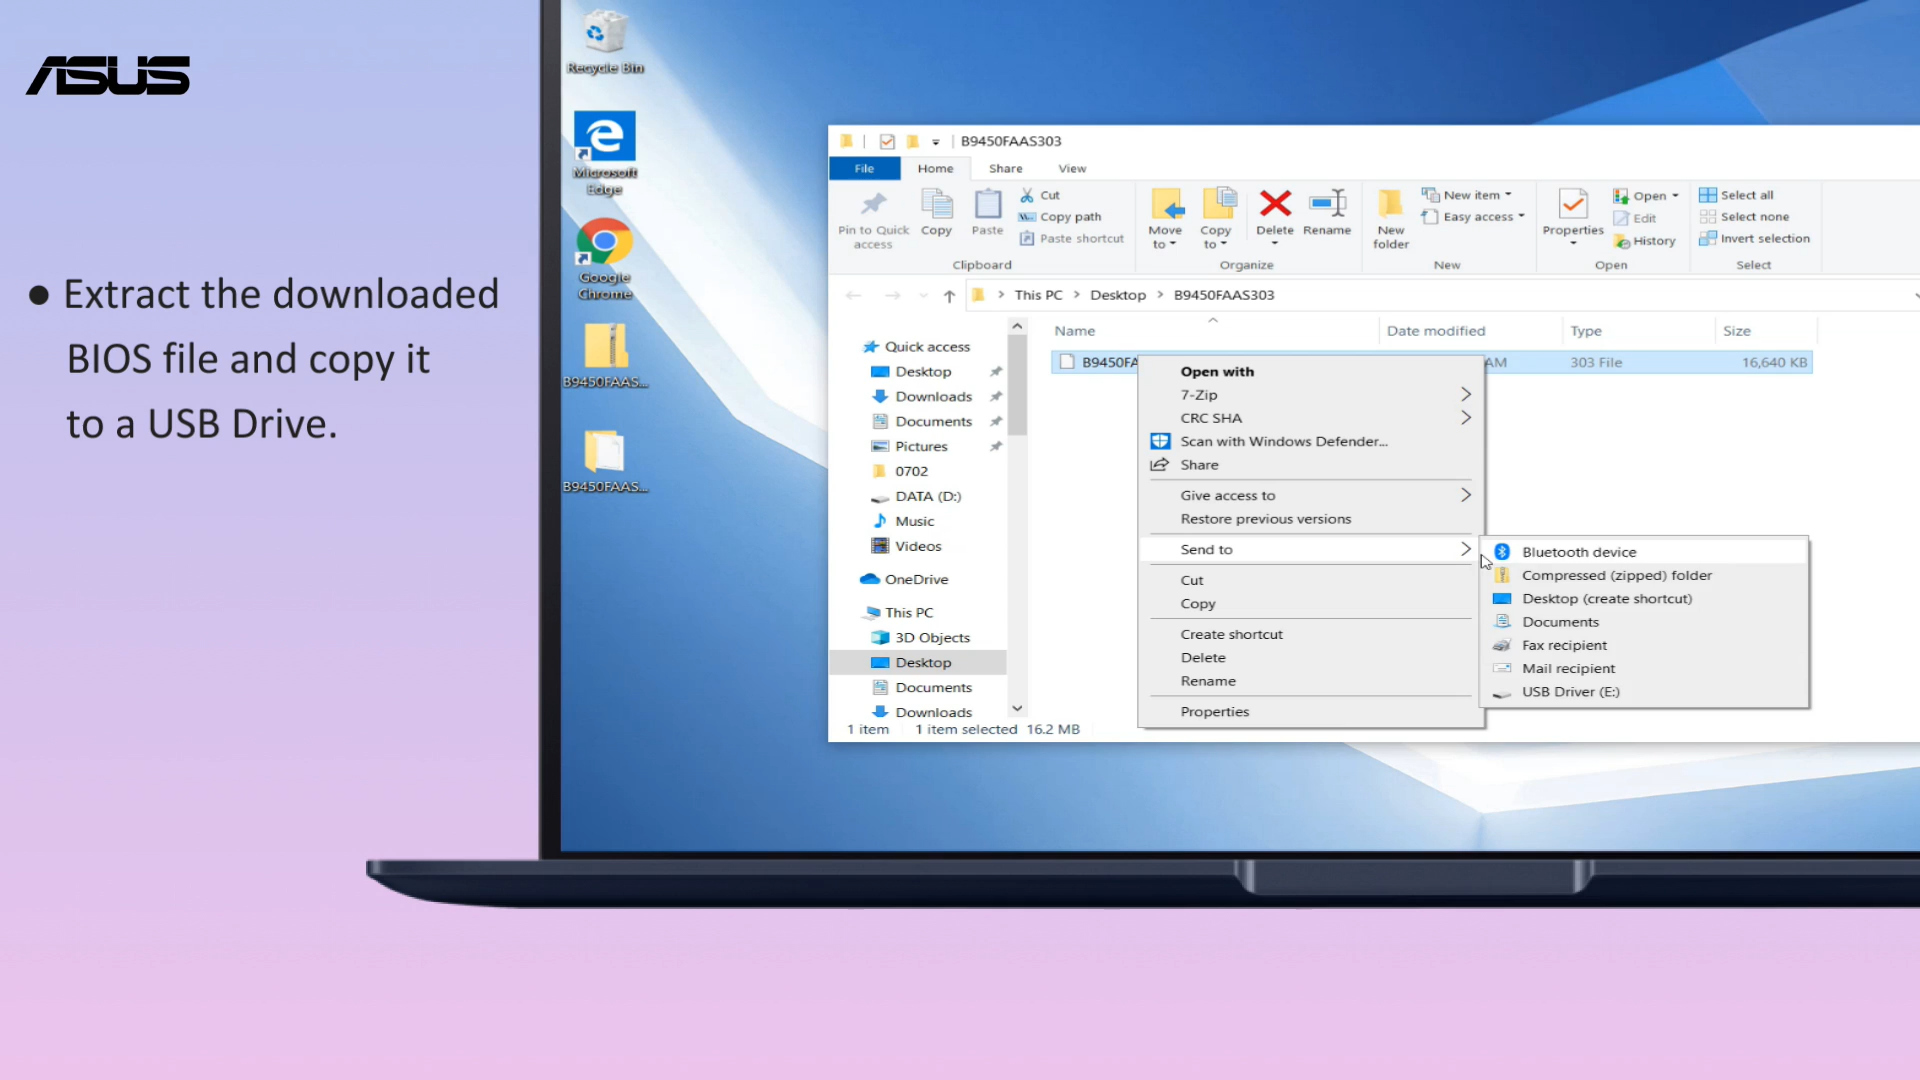 ASUS
● Extract the downloaded
BIOS file and copy it
to a USB Drive.
Recycle Bin
Microsoft
Edge
Google
Chrome
B9450FAAS...
B9450FAAS...
B9450FAAS303
File Home Share View
Pin to Quick
access
Copy
Paste
Cut
Copy path
Paste shortcut
Clipboard
Move
to
Copy
to
Delete
Rename
Organize
New
folder
New item
Easy access
New
Properties
Open
Edit
History
Open
Select all
Select none
Invert selection
Select
This PC > Desktop > B9450FAAS303
Quick access
Desktop
Downloads
Documents
Pictures
0702
DATA (D:)
Music
Videos
OneDrive
This PC
3D Objects
Desktop
Documents
Downloads
Name Date modified Type Size
B9450FA AM 303 File 16,640 KB
Open with
7-Zip
CRC SHA
Scan with Windows Defender...
Share
Give access to
Restore previous versions
Send to
Cut
Copy
Create shortcut
Delete
Rename
Properties
Bluetooth device
Compressed (zipped) folder
Desktop (create shortcut)
Documents
Fax recipient
Mail recipient
USB Driver (E:)
1 item 1 item selected 16.2 MB